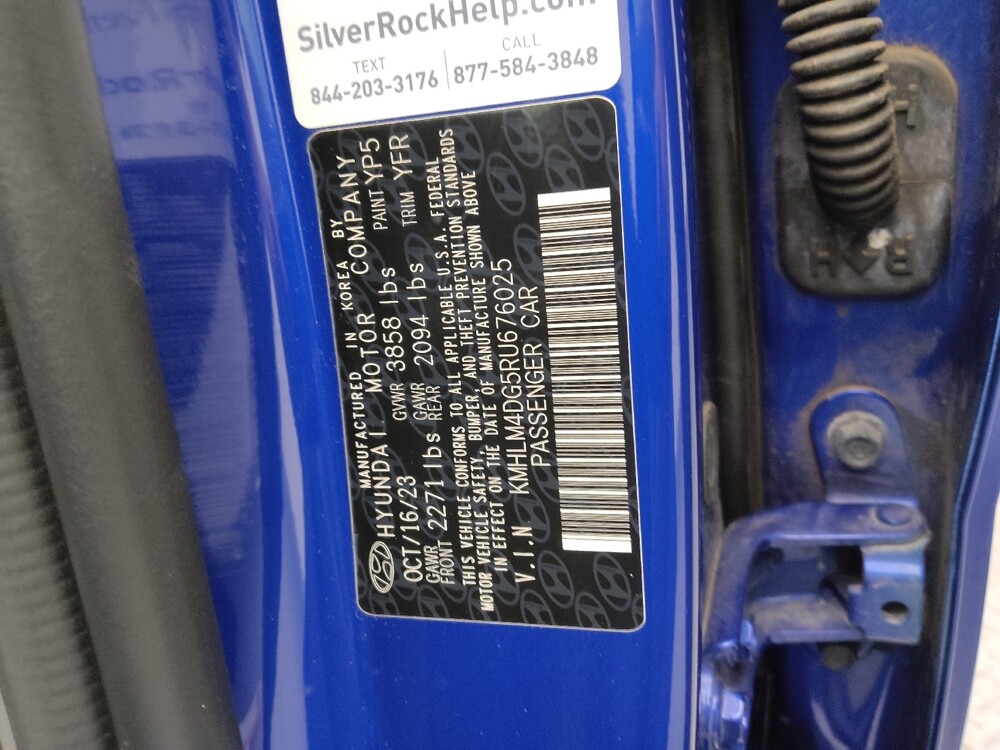 SilverRockHelp.com
TEXT CALL
844-203-3176 877-584-3848
MANUFACTURED IN KOREA BY
HYUNDAI MOTOR COMPANY
OCT/16/23 GVWR 3858 lbs PAINT YP5
GAWR FRONT 2271 lbs GAWR REAR 2094 lbs TRIM YFR
THIS VEHICLE CONFORMS TO ALL APPLICABLE U.S.A. FEDERAL
MOTOR VEHICLE SAFETY, BUMPER, AND THEFT PREVENTION STANDARDS
IN EFFECT ON THE DATE OF MANUFACTURE SHOWN ABOVE
V.I.N KMHLM4DG5RU676025
PASSENGER CAR